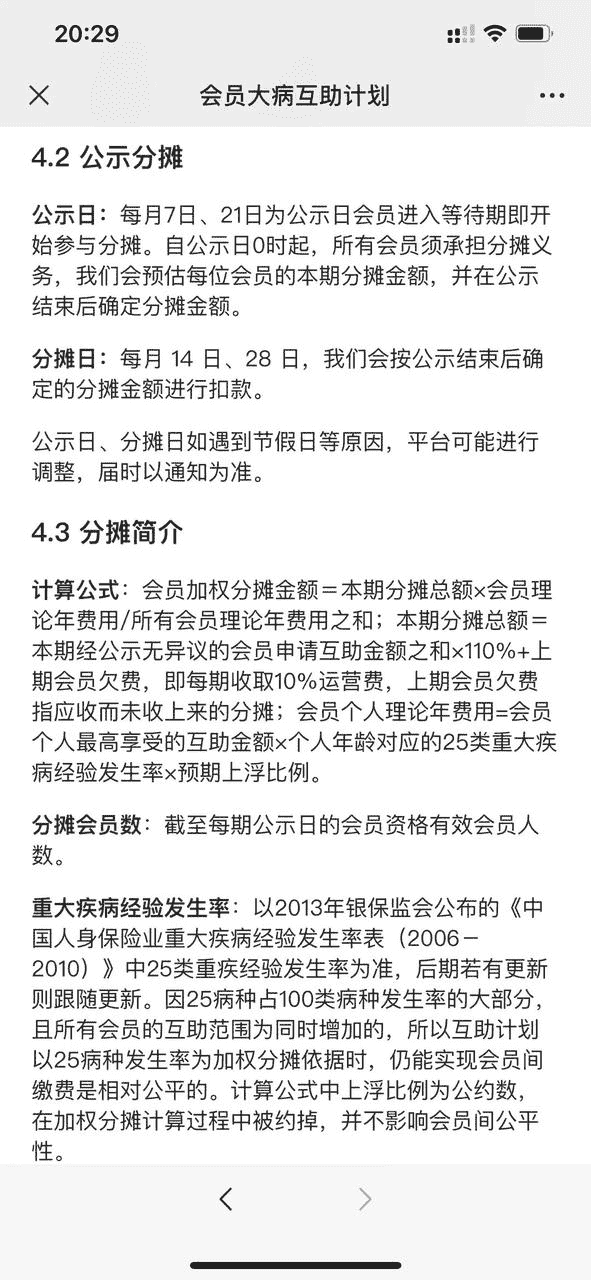 20:29
会员大病互助计划
4.2 公示分摊
公示日：每月7日、21日为公示日会员进入等待期即开
始参与分摊。自公示日0时起，所有会员须承担分摊义
务，我们会预估每位会员的本期分摊金额，并在公示
结束后确定分摊金额。
分摊日：每月 14 日、28 日，我们会按公示结束后确
定的分摊金额进行扣款。
公示日、分摊日如遇到节假日等原因，平台可能进行
调整，届时以通知为准。
4.3 分摊简介
计算公式：会员加权分摊金额＝本期分摊总额×会员理
论年费用/所有会员理论年费用之和；本期分摊总额＝
本期经公示无异议的会员申请互助金额之和×110%+上
期会员欠费，即每期收取10%运营费，上期会员欠费
指应收而未收上来的分摊；会员个人理论年费用=会员
个人最高享受的互助金额×个人年龄对应的25类重大疾
病经验发生率×预期上浮比例。
分摊会员数：截至每期公示日的会员资格有效会员人
数。
重大疾病经验发生率：以2013年银保监会公布的《中
国人身保险业重大疾病经验发生率表（2006－
2010）》中25类重疾经验发生率为准，后期若有更新
则跟随更新。因25病种占100类病种发生率的大部分，
且所有会员的互助范围为同时增加的，所以互助计划
以25病种发生率为加权分摊依据时，仍能实现会员间
缴费是相对公平的。计算公式中上浮比例为公约数，
在加权分摊计算过程中被约掉，并不影响会员间公平
性。